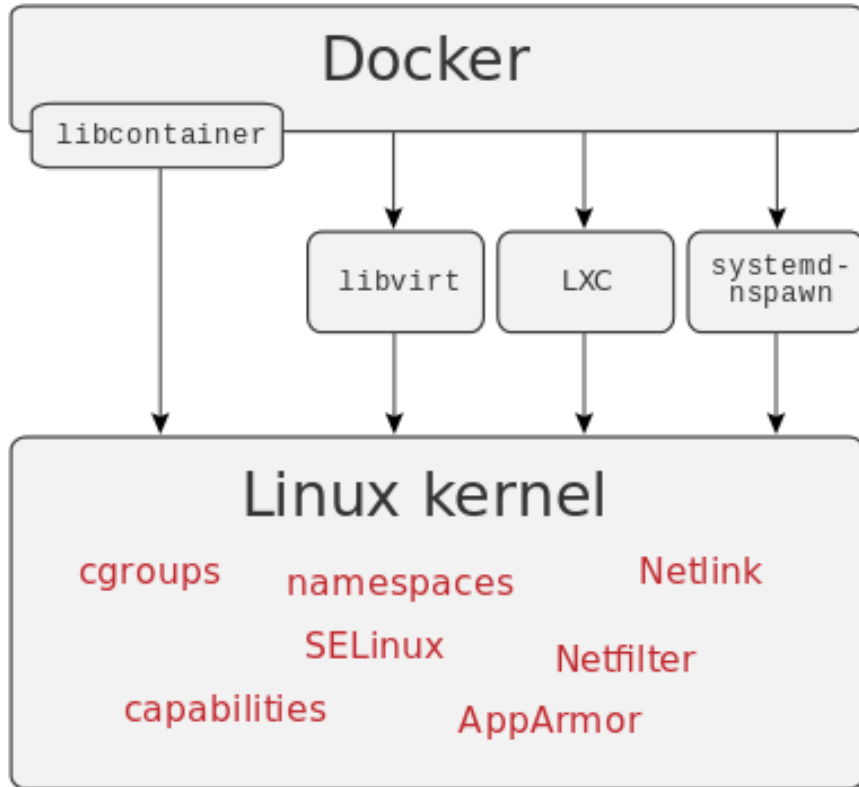 Docker
libcontainer
libvirt
LXC
systemd-
nspawn
Linux kernel
cgroups
namespaces
Netlink
SELinux
Netfilter
capabilities
AppArmor